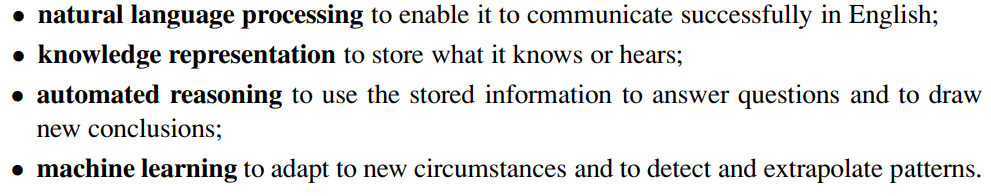 • natural language processing to enable it to communicate successfully in English;
• knowledge representation to store what it knows or hears;
• automated reasoning to use the stored information to answer questions and to draw
new conclusions;
• machine learning to adapt to new circumstances and to detect and extrapolate patterns.